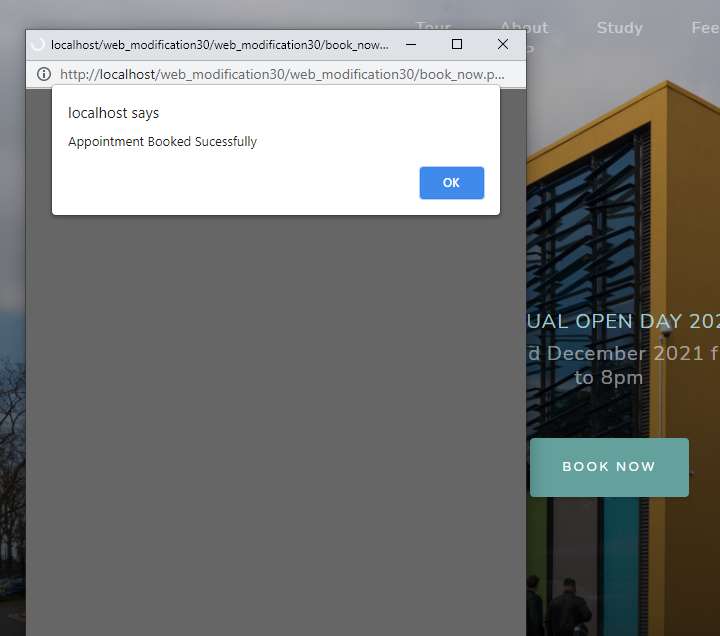 Tour About Study Fee
P
localhost/web_modification30/web_modification30/book_now...
http://localhost/web_modification30/web_modification30/book_now.p...
localhost says
Appointment Booked Sucessfully
OK
UAL OPEN DAY 202
d December 2021 f
to 8pm
BOOK NOW